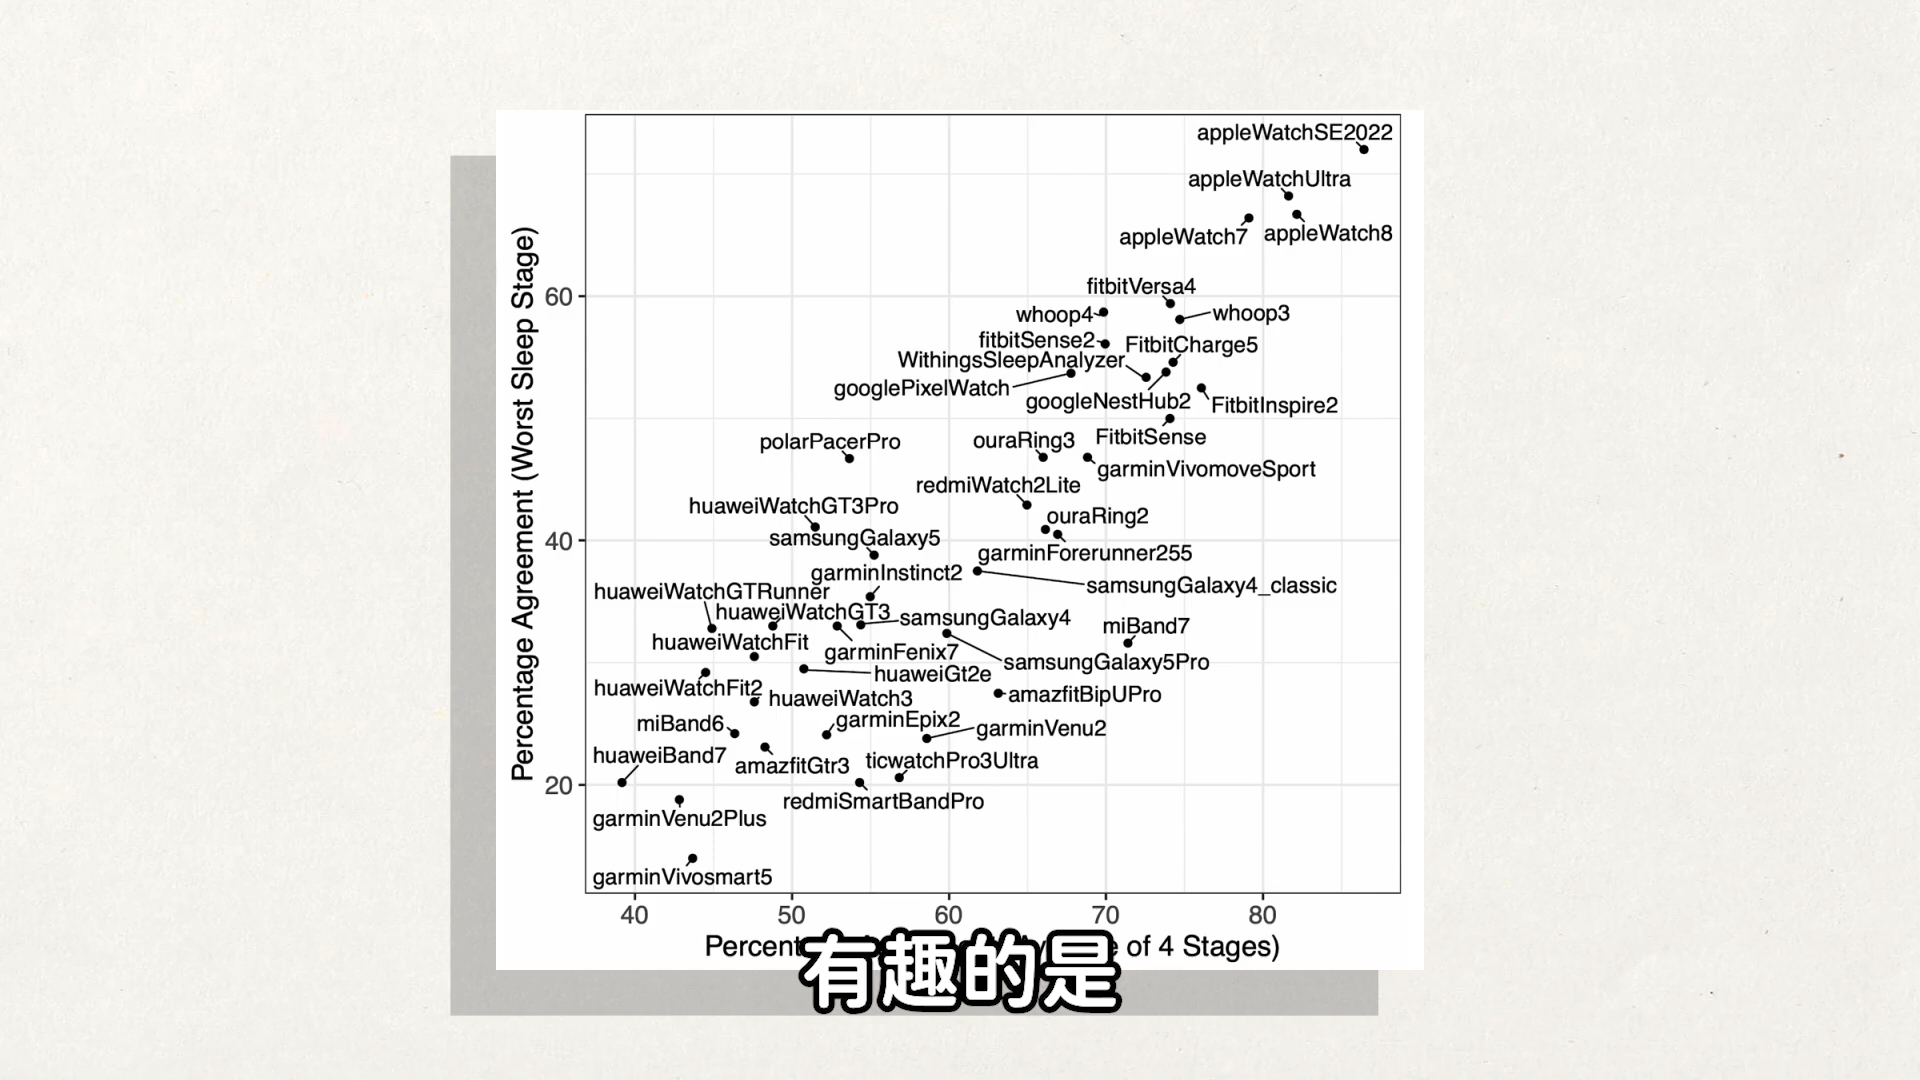 appleWatchSE2022
appleWatchUltra
appleWatch7
appleWatch8
fitbitVersa4
whoop4
whoop3
fitbitSense2
FitbitCharge5
WithingsSleepAnalyzer
googlePixelWatch
googleNestHub2
FitbitInspire2
polarPacerPro
ouraRing3
FitbitSense
garminVivomoveSport
redmiWatch2Lite
huaweiWatchGT3Pro
ouraRing2
samsungGalaxy5
garminForerunner255
garminInstinct2
samsungGalaxy4_classic
huaweiWatchGTRunner
huaweiWatchGT3
samsungGalaxy4
miBand7
huaweiWatchFit
garminFenix7
samsungGalaxy5Pro
huaweiGt2e
huaweiWatchFit2
huaweiWatch3
amazfitBipUPro
miBand6
garminEpix2
garminVenu2
huaweiBand7
amazfitGtr3
ticwatchPro3Ultra
redmiSmartBandPro
garminVenu2Plus
garminVivosmart5
60
40
20
Percentage Agreement (Worst Sleep Stage)
40 50 60 70 80
of 4 Stages)
有趣的是